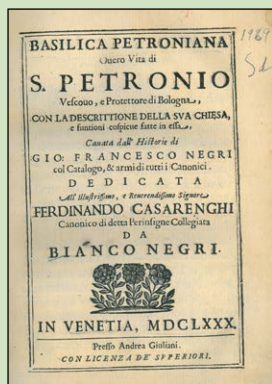 BASILICA PETRONIANA
Overo Vita di
S. PETRONIO
Vescouo, e Protettore di Bologna,
CON LA DESCRITTIONE DELLA SVA CHIESA,
e funtioni cospicue fatte in essa,
Cauata dall' Historie di
GIO: FRANCESCO NEGRI
col Catalogo, & armi di tutti i Canonici.
DEDICATA
All' Illustrissimo, e Reuerendissimo Signore
FERDINANDO CASARENGHI
Canonico di detta Perinsigne Collegiata
DA
BIANCO NEGRI.
IN VENETIA, MDCLXXX.
Presso Andrea Giuliani.
CON LICENZA DE' SVPERIORI.